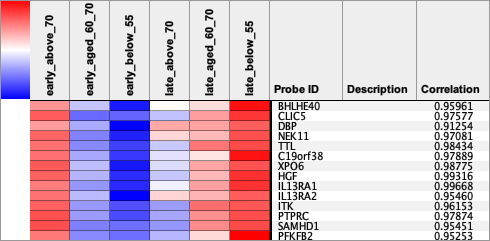 early_above_70
early_aged_60_70
early_below_55
late_above_70
late_aged_60_70
late_below_55
Probe ID Description Correlation
BHLHE40 0.95961
CLIC5 0.97577
DBP 0.91254
NEK11 0.97081
TTL 0.98434
C19orf38 0.97889
XPO6 0.98775
HGF 0.99316
IL13RA1 0.99668
IL13RA2 0.95460
ITK 0.96153
PTPRC 0.97874
SAMHD1 0.95451
PFKFB2 0.95253